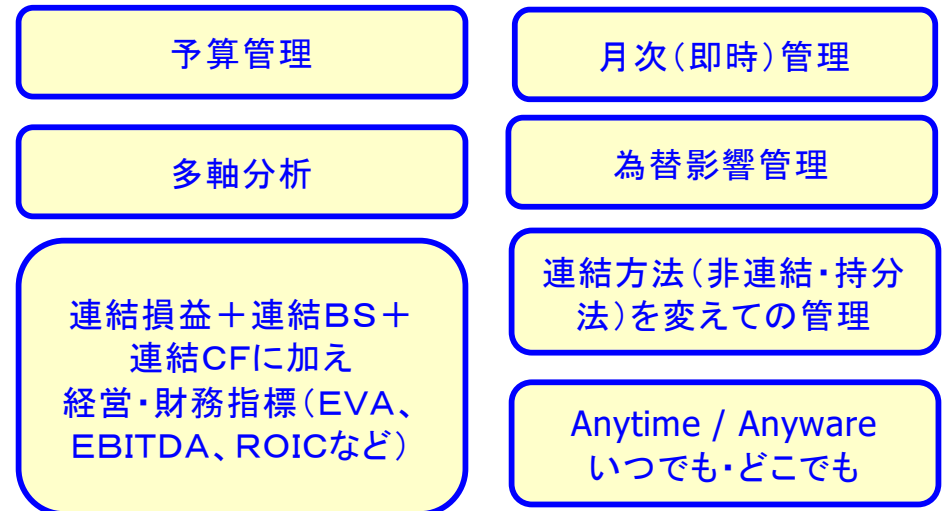 予算管理
月次（即時）管理
多軸分析
為替影響管理
連結損益＋連結ＢＳ＋
連結ＣＦに加え
経営・財務指標（ＥＶＡ、
ＥＢＩＴＤＡ、ＲＯＩＣなど）
連結方法（非連結・持分
法）を変えての管理
Anytime / Anyware
いつでも・どこでも